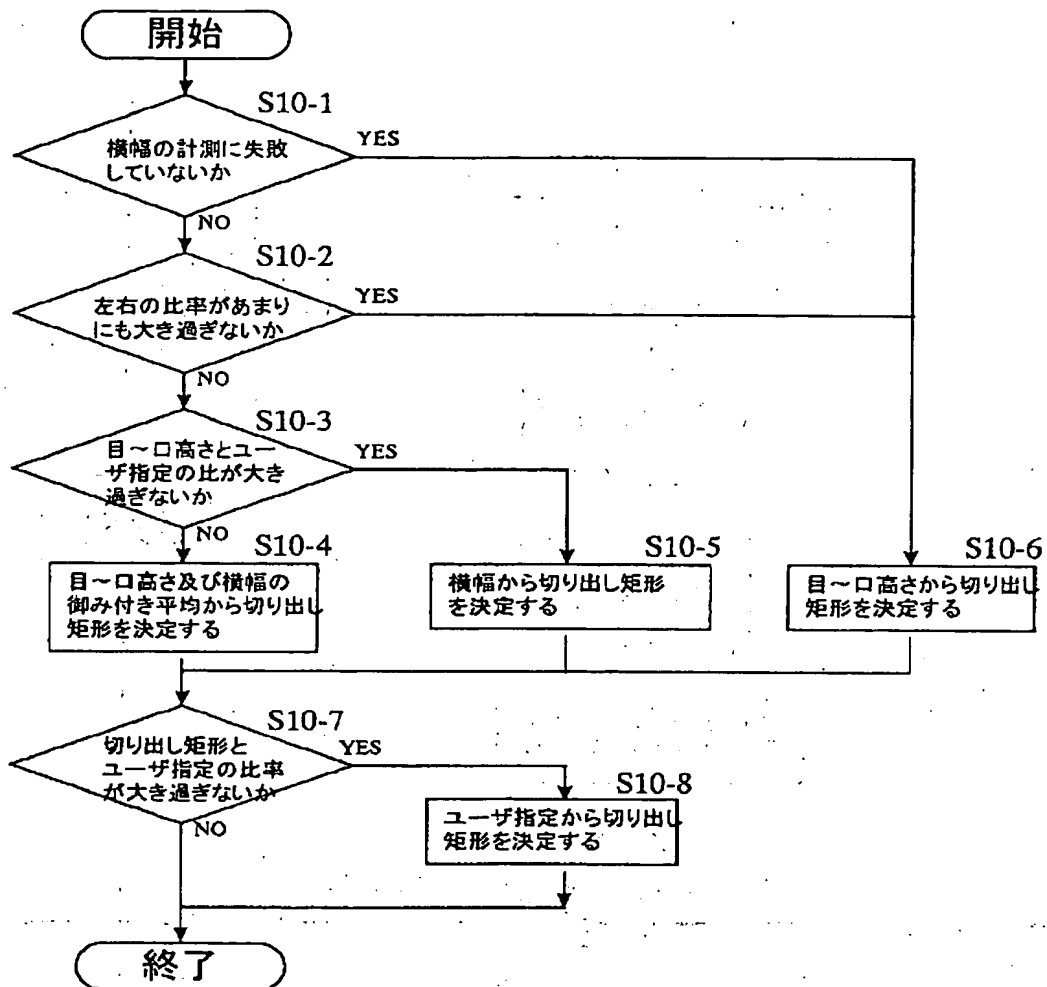 開始
S10-1
横幅の計測に失敗
していないか
YES
NO
S10-2
左右の比率があまり
にも大き過ぎないか
YES
NO
S10-3
目～口高さとユー
ザ指定の比が大き
過ぎないか
YES
NO
S10-4
目～口高さ及び横幅の
御み付き平均から切り出し
矩形を決定する
S10-5
横幅から切り出し矩形
を決定する
S10-6
目～口高さから切り出し
矩形を決定する
S10-7
切り出し矩形と
ユーザ指定の比率
が大き過ぎないか
YES
NO
S10-8
ユーザ指定から切り出し
矩形を決定する
終了